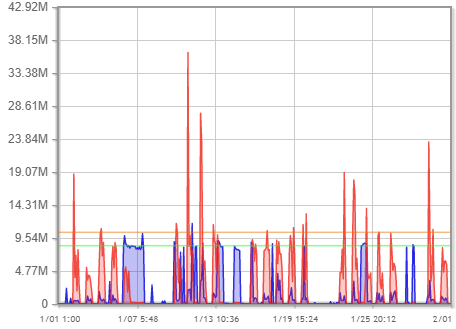 42.92M
38.15M
33.38M
28.61M
23.84M
19.07M
14.31M
9.54M
4.77M
0
1/01 1:00 1/07 5:48 1/13 10:36 1/19 15:24 1/25 20:12 2/01